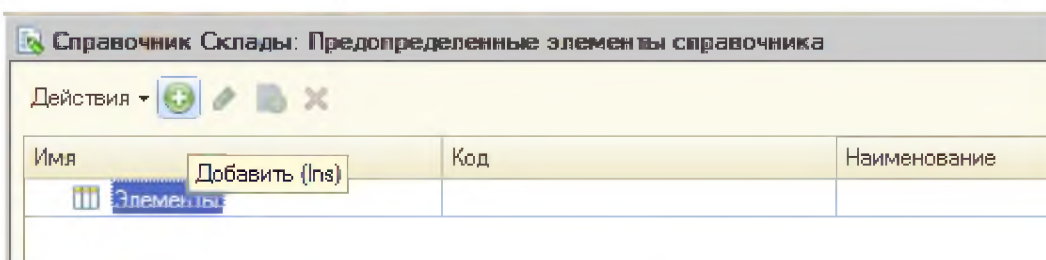 Справочник Склады: Предопределенные элементы справочника
Действия
Имя Код Наименование
Добавить (Ins)
Элементы